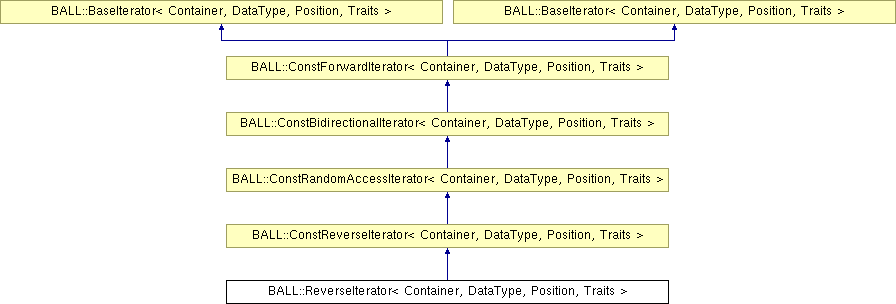 BALL::BaseIterator< Container, DataType, Position, Traits >
BALL::BaseIterator< Container, DataType, Position, Traits >
BALL::ConstForwardIterator< Container, DataType, Position, Traits >
BALL::ConstBidirectionalIterator< Container, DataType, Position, Traits >
BALL::ConstRandomAccessIterator< Container, DataType, Position, Traits >
BALL::ConstReverseIterator< Container, DataType, Position, Traits >
BALL::ReverseIterator< Container, DataType, Position, Traits >